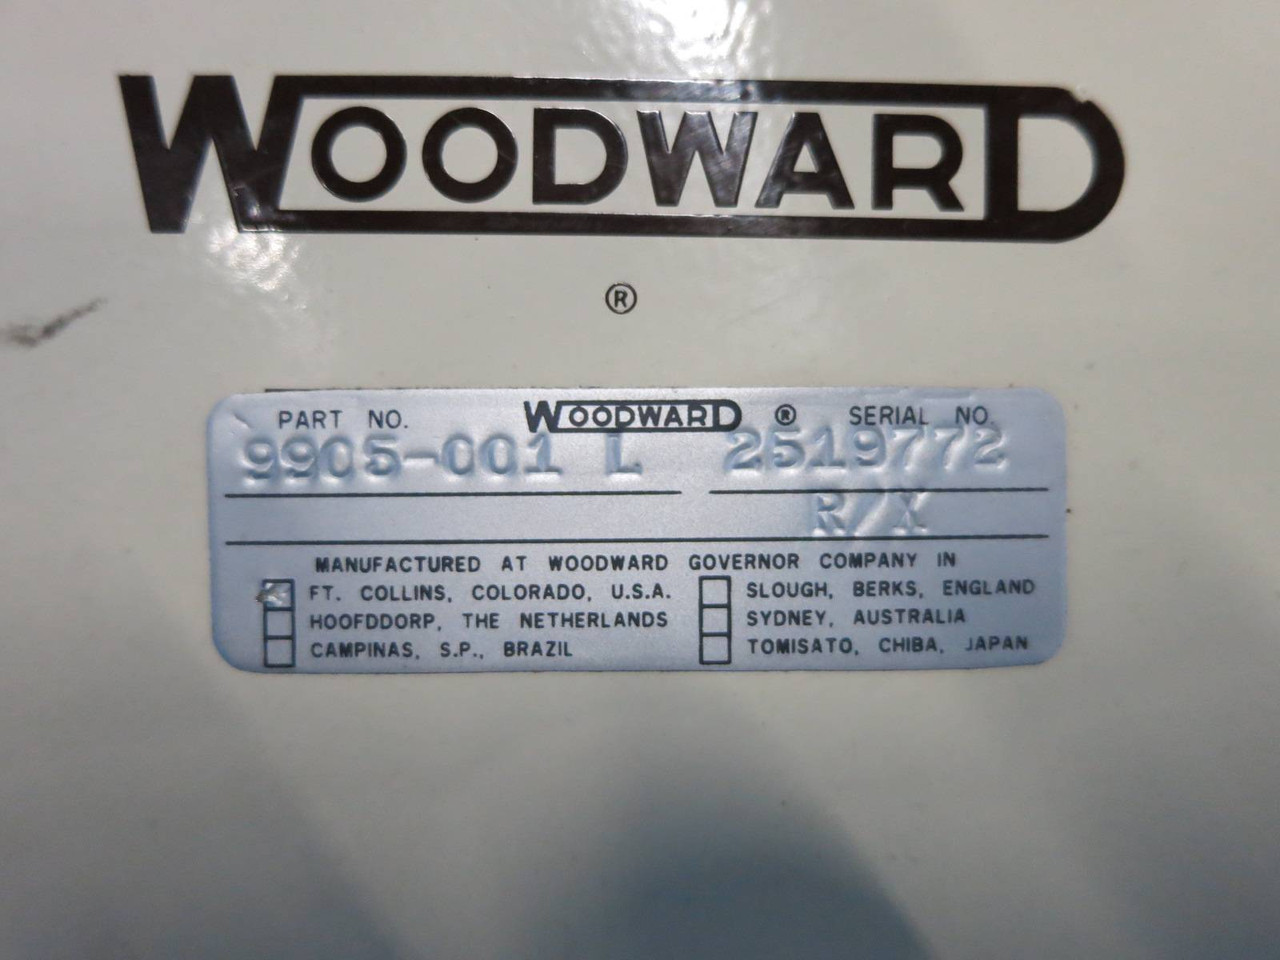 WOODWARD
®
PART NO. WOODWARD ® SERIAL NO.
9905-001 L 2519772
R/X
MANUFACTURED AT WOODWARD GOVERNOR COMPANY IN
FT. COLLINS, COLORADO, U.S.A. SLOUGH, BERKS, ENGLAND
HOOFDDORP, THE NETHERLANDS SYDNEY, AUSTRALIA
CAMPINAS, S.P., BRAZIL TOMISATO, CHIBA, JAPAN